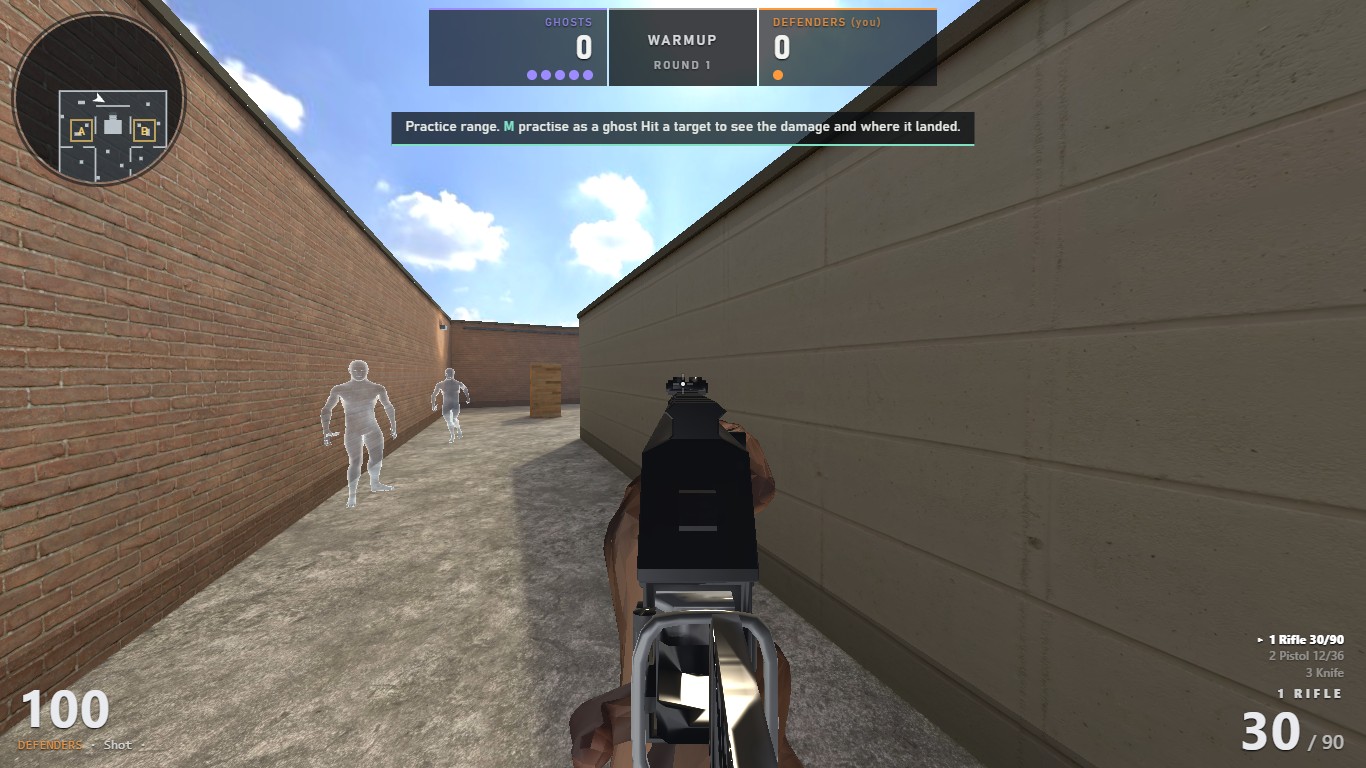 GHOSTS
0
WARMUP
ROUND 1
DEFENDERS (you)
0
A
B
Practice range. M practise as a ghost Hit a target to see the damage and where it landed.
▸ 1 Rifle 30/90
2 Pistol 12/36
3 Knife
1 RIFLE
30 / 90
100
DEFENDERS · Shot